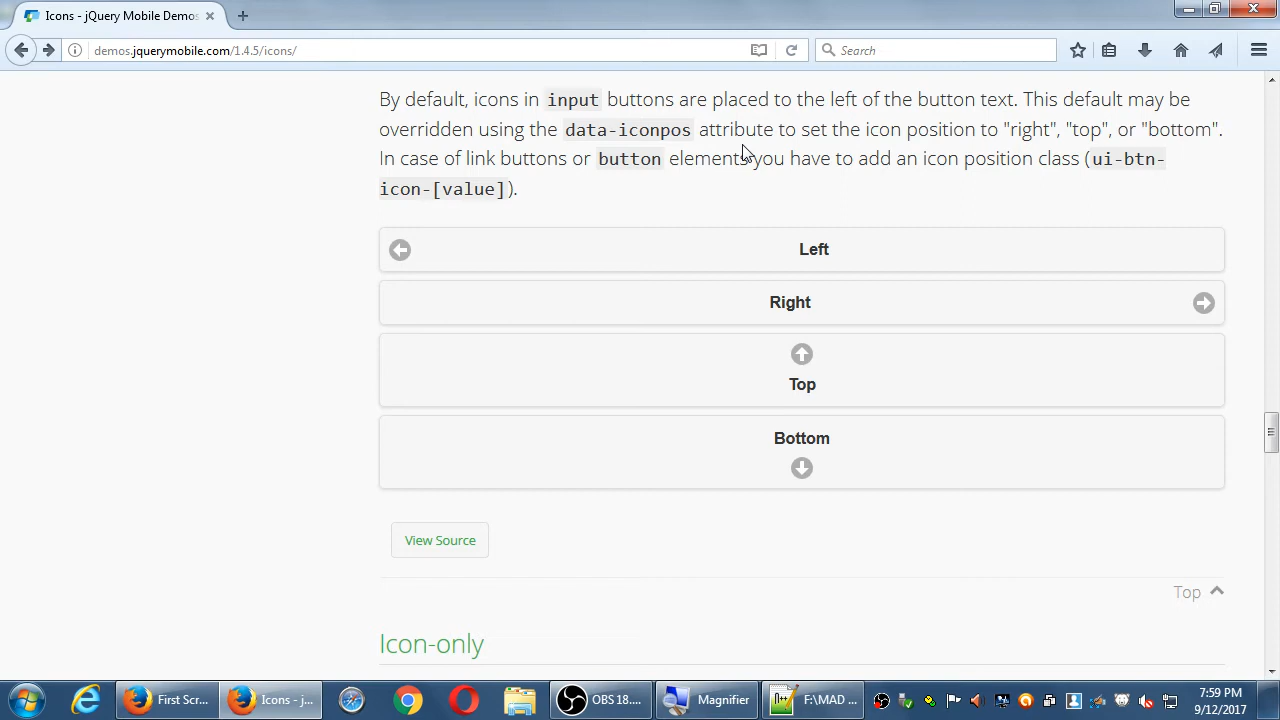 Icons - jQuery Mobile Demos
demos.jquerymobile.com/1.4.5/icons/
Search
By default, icons in input buttons are placed to the left of the button text. This default may be
overridden using the data-iconpos attribute to set the icon position to "right", "top", or "bottom".
In case of link buttons or button elements you have to add an icon position class (ui-btn-
icon-[value]).
Left
Right
Top
Bottom
View Source
Top
Icon-only
First Scr...
Icons - j...
OBS 18....
Magnifier
F:\MAD ...
7:59 PM
9/12/2017